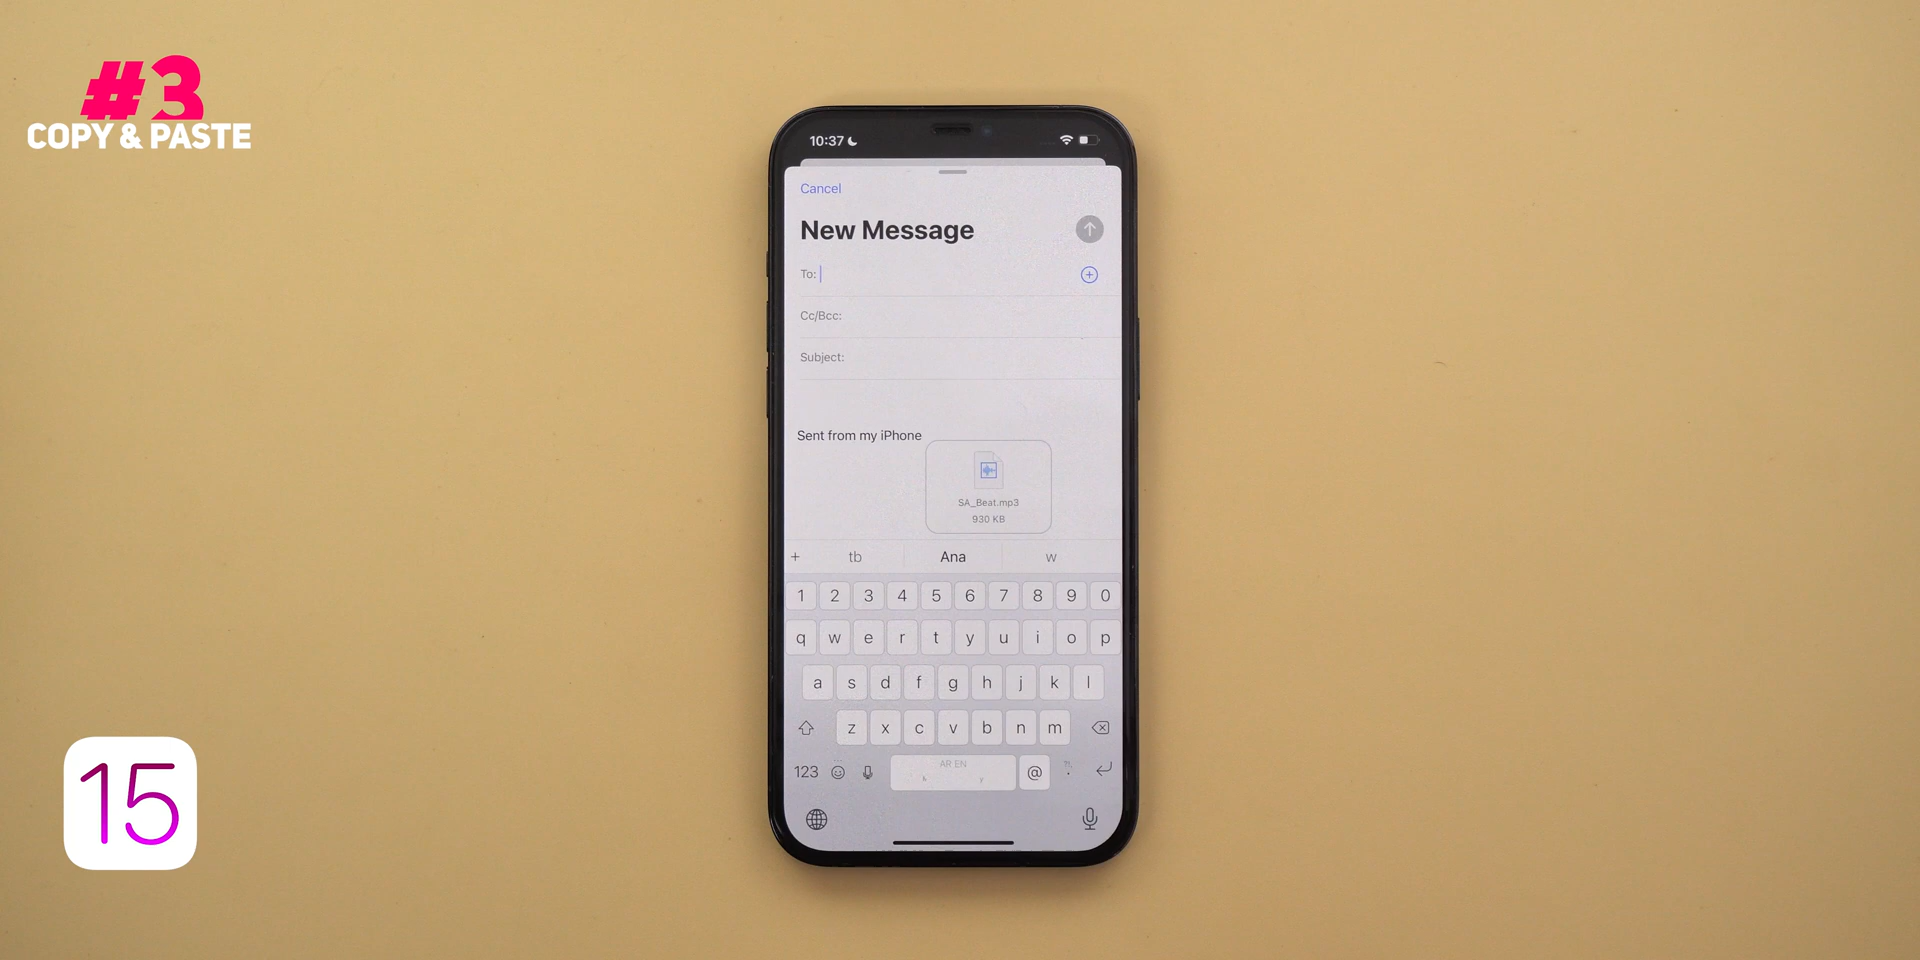 #3
COPY & PASTE
10:37
Cancel
New Message
To:
Cc/Bcc:
Subject:
Sent from my iPhone
SA_Beat.mp3
930 KB
+ tb Ana w
1 2 3 4 5 6 7 8 9 0
q w e r t y u i o p
a s d f g h j k l
z x c v b n m
AR EN
123 @ ?!,.
15